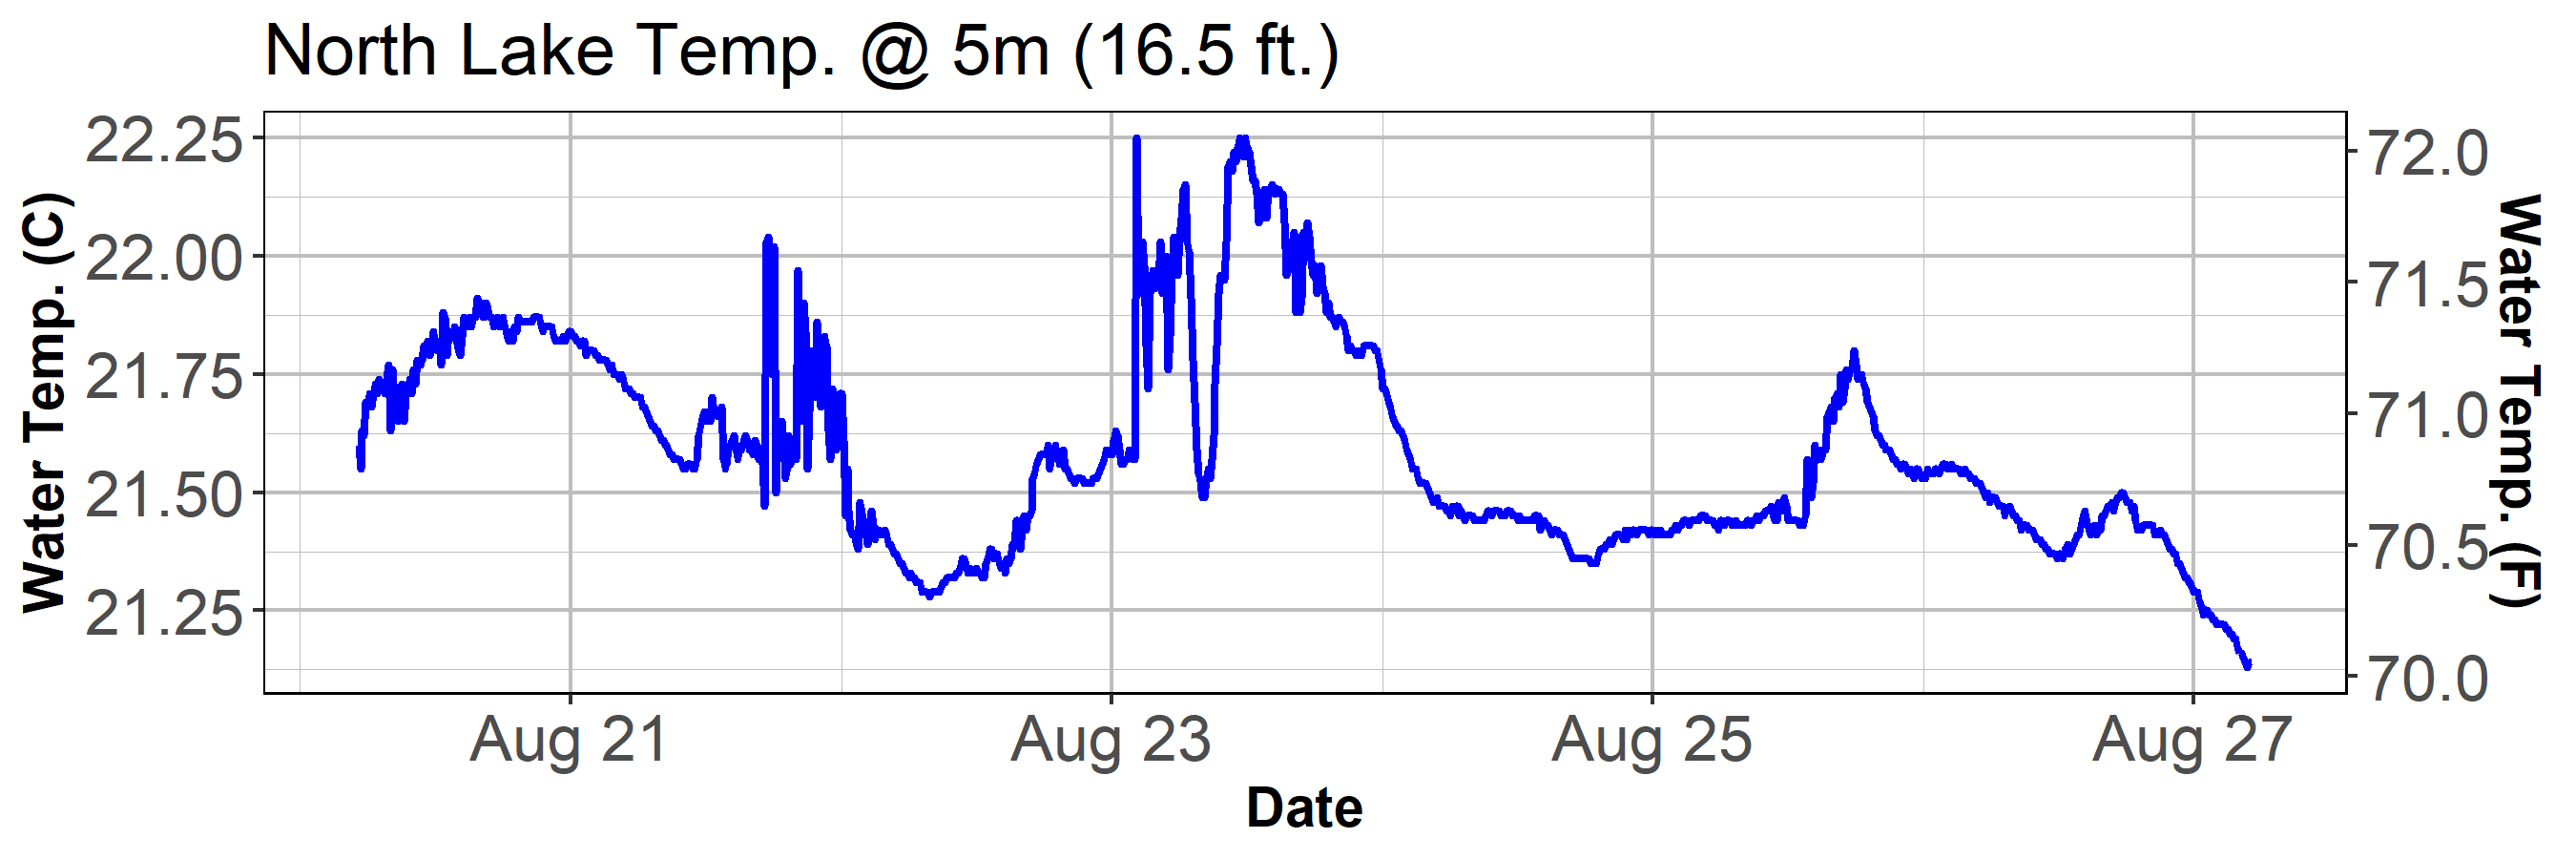 North Lake Temp. @ 5m (16.5 ft.)
Water Temp. (C)
22.25
22.00
21.75
21.50
21.25
72.0
71.5
71.0
70.5
70.0
Water Temp. (F)
Aug 21
Aug 23
Aug 25
Aug 27
Date